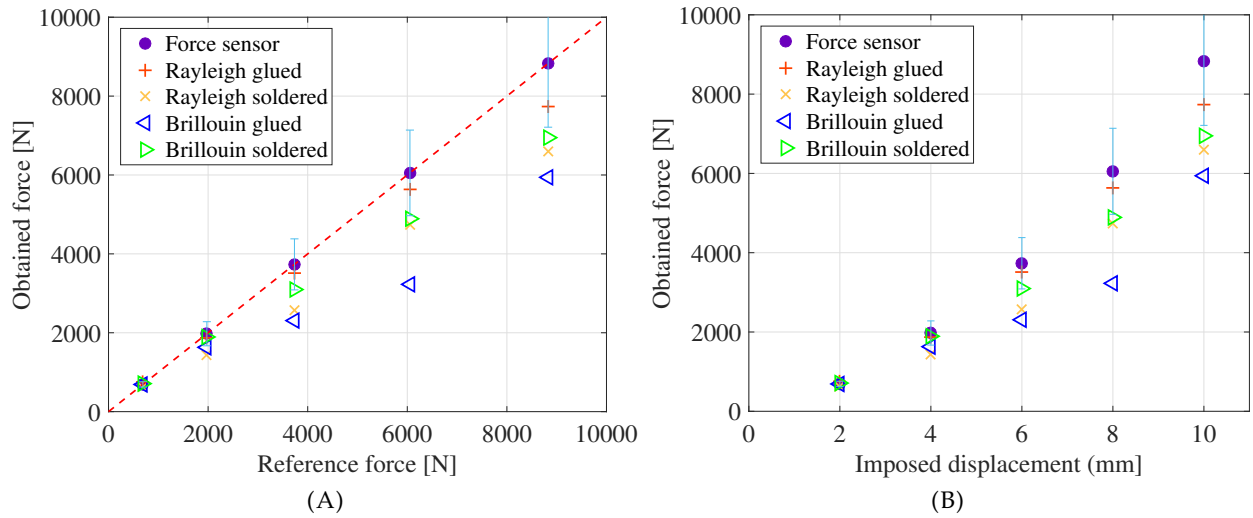 10000
8000
6000
4000
2000
0
Obtained force [N]
Force sensor
Rayleigh glued
Rayleigh soldered
Brillouin glued
Brillouin soldered
0 2000 4000 6000 8000 10000
Reference force [N]
(A)
10000
8000
6000
4000
2000
0
Obtained force [N]
Force sensor
Rayleigh glued
Rayleigh soldered
Brillouin glued
Brillouin soldered
0 2 4 6 8 10
Imposed displacement (mm]
(B)